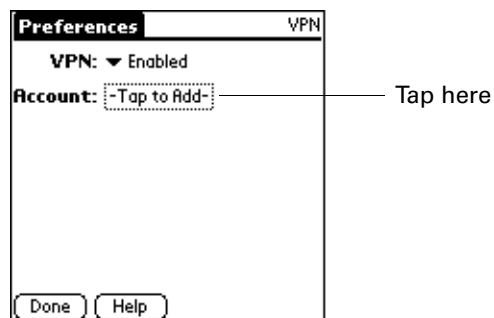 Preferences VPN
VPN: Enabled
Account: -Tap to Add- Tap here
Done Help